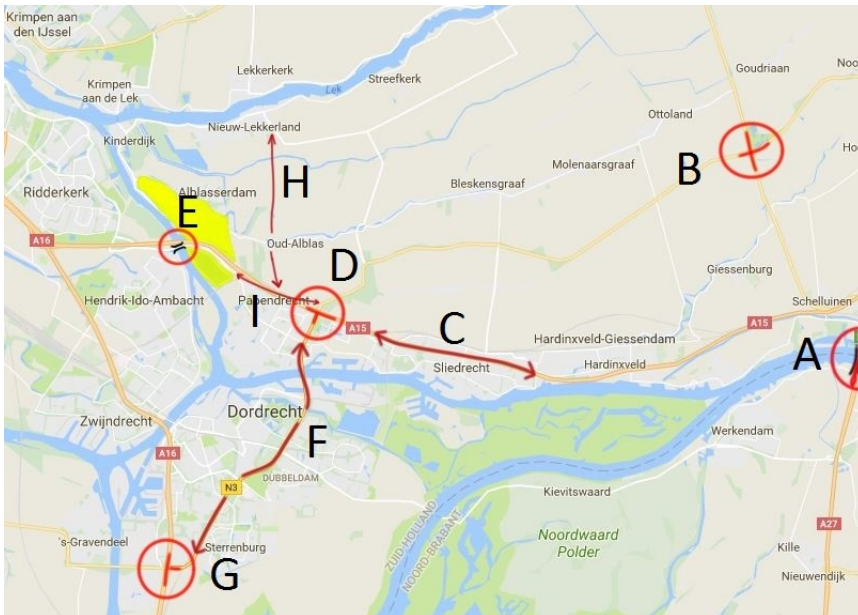 Krimpen aan
den IJssel
Krimpen
aan de Lek
Lekkerkerk
Streefkerk
Lek
Goudriaan
Noo
Nieuw-Lekkerland
Kinderdijk
Ottoland
Ho
B
Molenaarsgraaf
Bleskensgraaf
Ridderkerk
Alblasserdam
H
E
A16
Oud-Alblas
D
Giessenburg
Hendrik-Ido-Ambacht
Papendrecht
I
A15
C
Schelluinen
A15
Hardinxveld-Giessendam
Sliedrecht
Hardinxveld
A
Zwijndrecht
Dordrecht
F
A16
Werkendam
N3
DUBBELDAM
Kievitswaard
ZUID-HOLLAND
NOORD-BRABANT
A27
's-Gravendeel
Sterrenburg
G
Noordwaard
Polder
Kille
Nieuwendijk